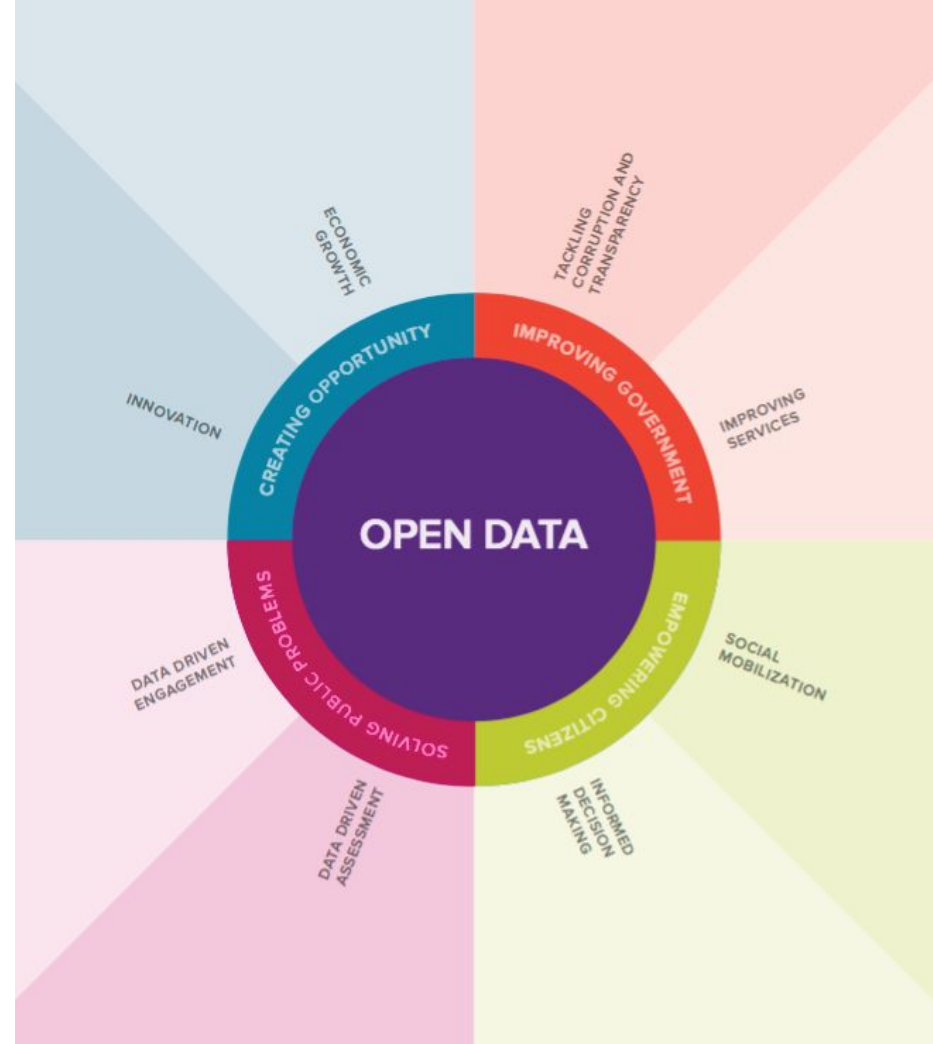 ECONOMIC
GROWTH
TACKLING
CORRUPTION AND
TRANSPARENCY
CREATING OPPORTUNITY
IMPROVING GOVERNMENT
INNOVATION
IMPROVING
SERVICES
OPEN DATA
SOLVING PUBLIC PROBLEMS
EMPOWERING CITIZENS
DATA DRIVEN
ENGAGEMENT
SOCIAL
MOBILIZATION
DATA DRIVEN
ASSESSMENT
INFORMED
DECISION
MAKING